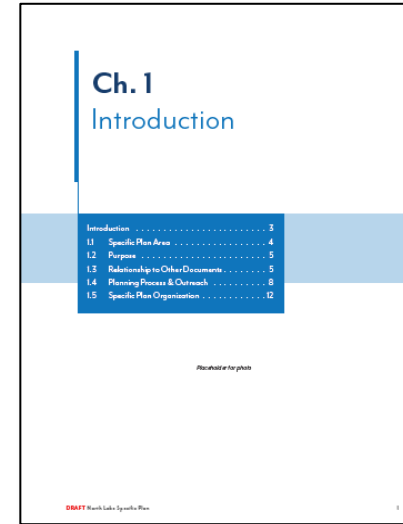 Ch. 1
Introduction
Introduction . . . . . . . . . . . . . . . . . . . . . . . . 3
1.1 Specific Plan Area . . . . . . . . . . . . . . . . . 4
1.2 Purpose . . . . . . . . . . . . . . . . . . . . . . . 5
1.3 Relationship to Other Documents . . . . . . . 5
1.4 Planning Process & Outreach . . . . . . . . . . 8
1.5 Specific Plan Organization . . . . . . . . . . . 12
Placeholder for photo
DRAFT North Lake Specific Plan